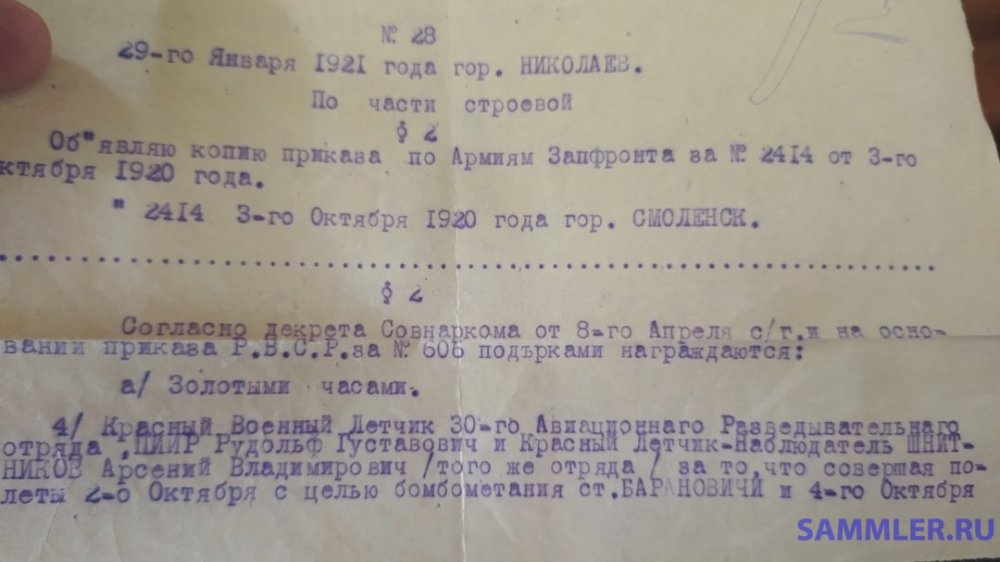 № 28
29-го Января 1921 года гор. НИКОЛАЕВ.
По части строевой
§ 2
Об"являю копию приказа по Армиям Запфронта за № 2414 от 3-го
ктября 1920 года.
" 2414 3-го Октября 1920 года гор. СМОЛЕНСК.
§ 2
Согласно декрета Совнаркома от 8-го Апреля с/г.и на осно-
вании приказа Р.В.С.Р.за № 606 подърками награждаются:
а/ Золотыми часами.
4/ Красный Военный Летчик 30-го Авиационнаго Разведывательнаго
отряда ,ПИИР Рудольф Густавович и Красный Летчик-Наблюдатель ШНИТ-
НИКОВ Арсений Владимирович /того же отряда / за то,что совершая по-
леты 2-о Октября с целью бомбометания ст.БАРАНОВИЧИ и 4-го Октября
SAMMLER.RU